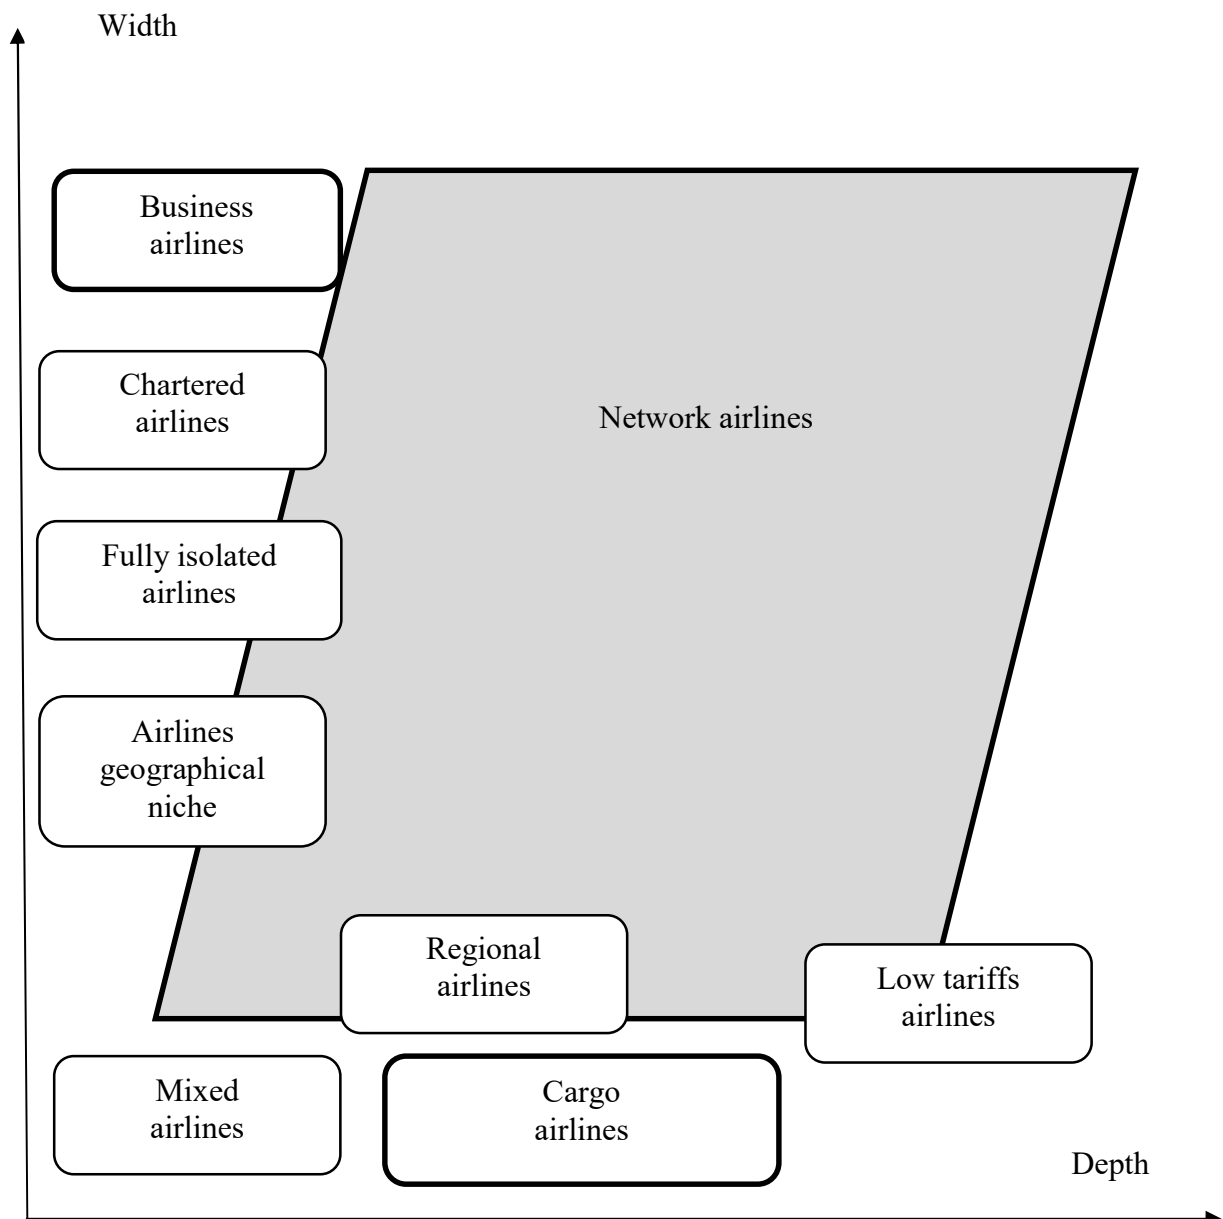 Width
Business
airlines
Chartered
airlines
Network airlines
Fully isolated
airlines
Airlines
geographical
niche
Regional
airlines
Low tariffs
airlines
Mixed
airlines
Cargo
airlines
Depth